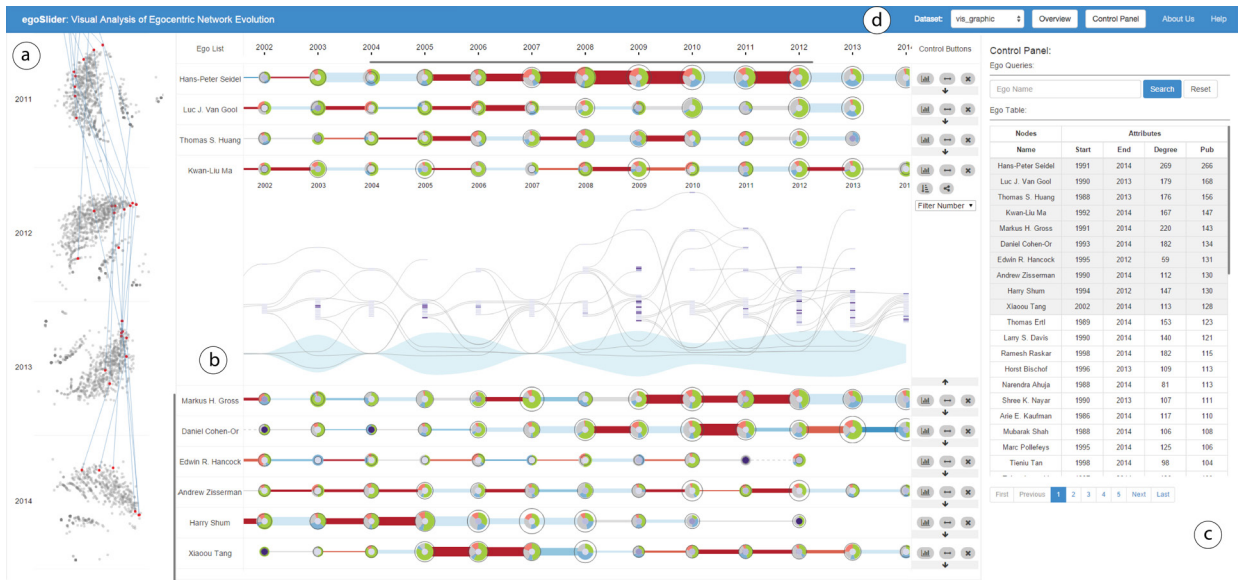 egoSlider: Visual Analysis of Egocentric Network Evolution
d
Dataset:
vis_graphic
Overview
Control Panel
About Us
Help
a
2011
2012
2013
2014
Ego List
2002 2003 2004 2005 2006 2007 2008 2009 2010 2011 2012 2013 2014
Control Buttons
Hans-Peter Seidel
Luc J. Van Gool
Thomas S. Huang
Kwan-Liu Ma
2002 2003 2004 2005 2006 2007 2008 2009 2010 2011 2012 2013 201
Filter Number
b
Markus H. Gross
Daniel Cohen-Or
Edwin R. Hancock
Andrew Zisserman
Harry Shum
Xiaoou Tang
Control Panel:
Ego Queries:
Ego Name
Search
Reset
Ego Table:
Nodes Attributes
Name Start End Degree Pub
Hans-Peter Seidel 1991 2014 269 266
Luc J. Van Gool 1990 2013 179 168
Thomas S. Huang 1988 2013 176 156
Kwan-Liu Ma 1992 2014 167 147
Markus H. Gross 1991 2014 220 143
Daniel Cohen-Or 1993 2014 182 134
Edwin R. Hancock 1995 2012 59 131
Andrew Zisserman 1990 2014 112 130
Harry Shum 1994 2012 147 130
Xiaoou Tang 2002 2014 113 128
Thomas Ertl 1989 2014 153 123
Larry S. Davis 1990 2014 140 121
Ramesh Raskar 1998 2014 182 115
Horst Bischof 1996 2013 109 113
Narendra Ahuja 1988 2014 81 113
Shree K. Nayar 1990 2013 107 111
Arie E. Kaufman 1986 2014 117 110
Mubarak Shah 1988 2014 106 108
Marc Pollefeys 1995 2014 125 106
Tieniu Tan 1998 2014 98 104
First Previous 1 2 3 4 5 Next Last
c